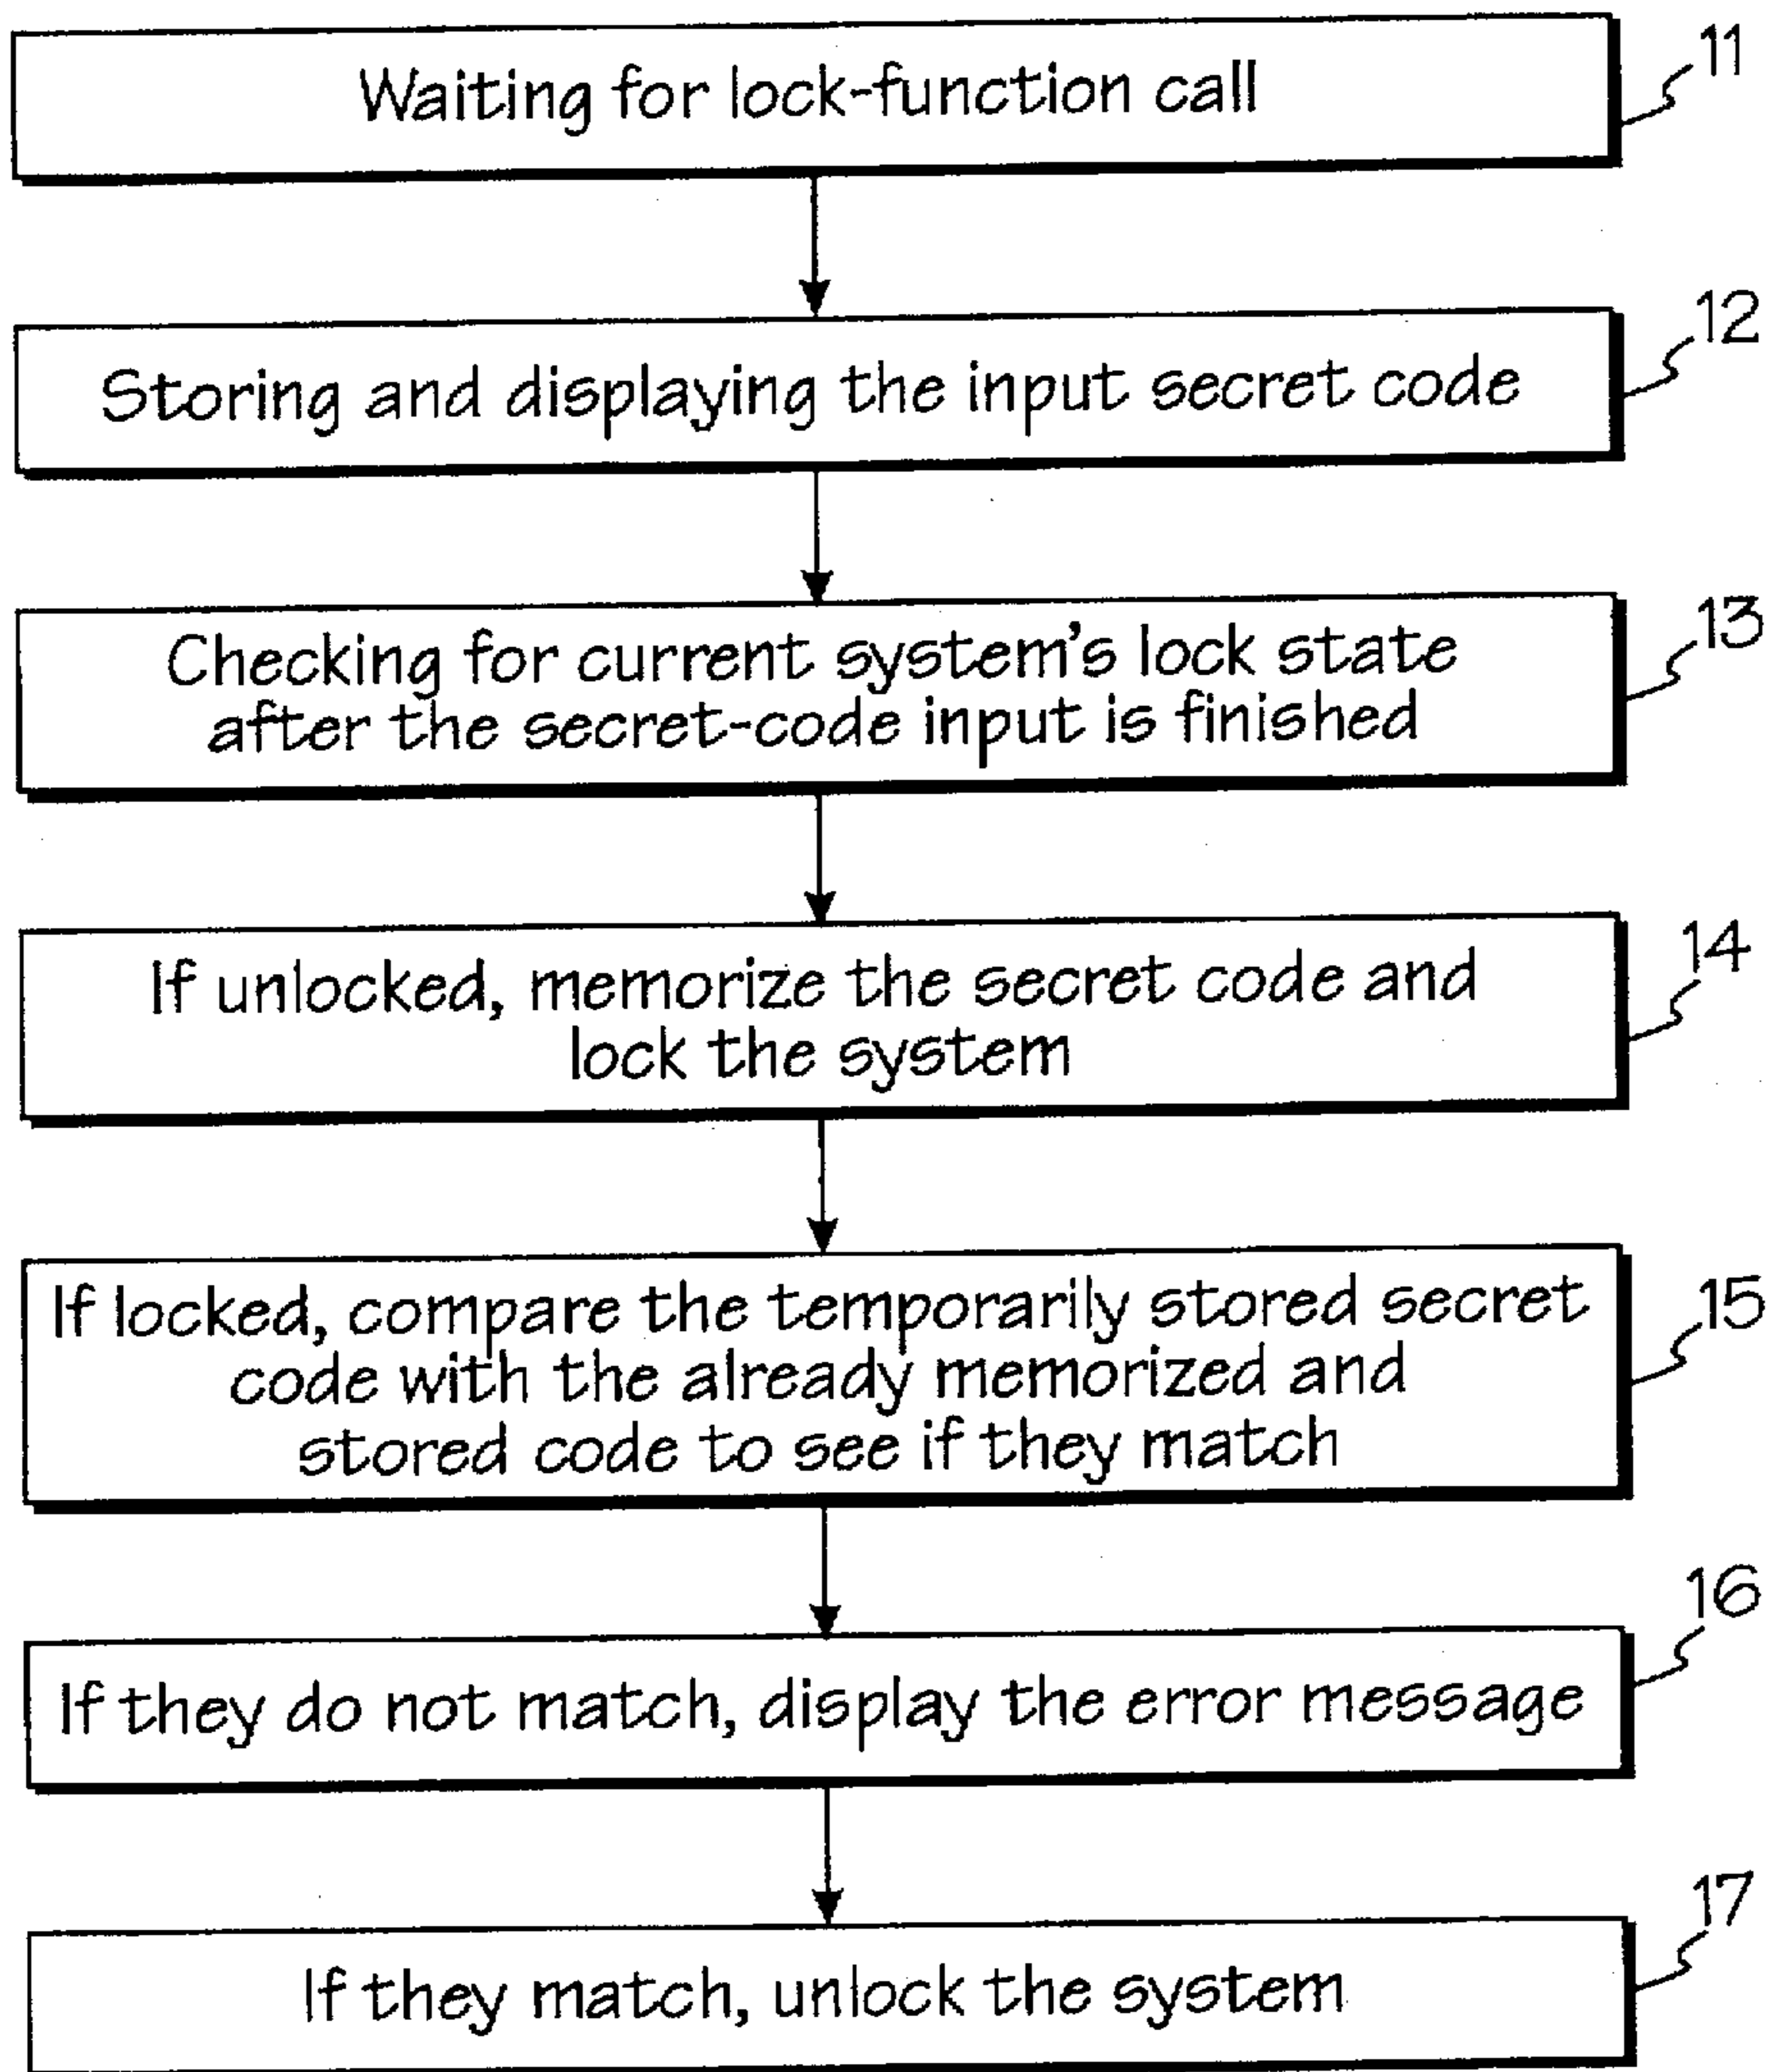 Waiting for lock-function call
11
Storing and displaying the input secret code
12
Checking for current system's lock state
after the secret-code input is finished
13
If unlocked, memorize the secret code and
lock the system
14
If locked, compare the temporarily stored secret
code with the already memorized and
stored code to see if they match
15
If they do not match, display the error message
16
If they match, unlock the system
17